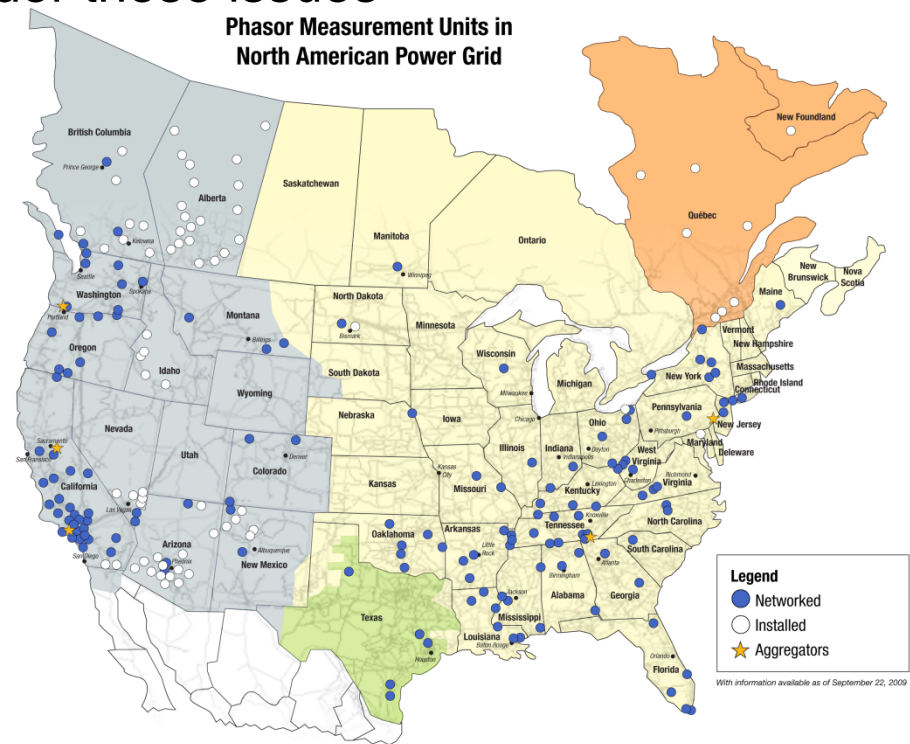 Phasor Measurement Units in
North American Power Grid
British Columbia
Prince George
Alberta
Saskatchewan
Manitoba
Winnipeg
Ontario
Québec
New Foundland
New
Brunswick
Nova
Scotia
Maine
Kelowna
Seattle
Spokane
Washington
Portland
Oregon
Idaho
Montana
Billings
Wyoming
North Dakota
Bismark
South Dakota
Minnesota
Wisconsin
Milwaukee
Michigan
Vermont
New Hampshire
Massachusetts
Rhode Island
Connecticut
New York
Pennsylvania
Pittsburgh
New Jersey
Maryland
Deleware
Nebraska
Iowa
Chicago
Illinois
Indiana
Indianapolis
Ohio
Dayton
West
Virginia
Charleston
Richmond
Virginia
Nevada
Sacramento
San Francisco
California
Utah
Colorado
Denver
Kansas
Kansas
City
Missouri
Kentucky
Lexington
Las Vegas
San Diego
Arizona
Phoenix
New Mexico
Albuquerque
Oaklahoma
Arkansas
Little
Rock
Tennessee
Knoxville
North Carolina
South Carolina
Atlanta
Birmingham
Alabama
Georgia
Texas
Houston
Louisiana
Baton Rouge
Jackson
Mississippi
Orlando
Florida
Legend
Networked
Installed
Aggregators
With information available as of September 22, 2009